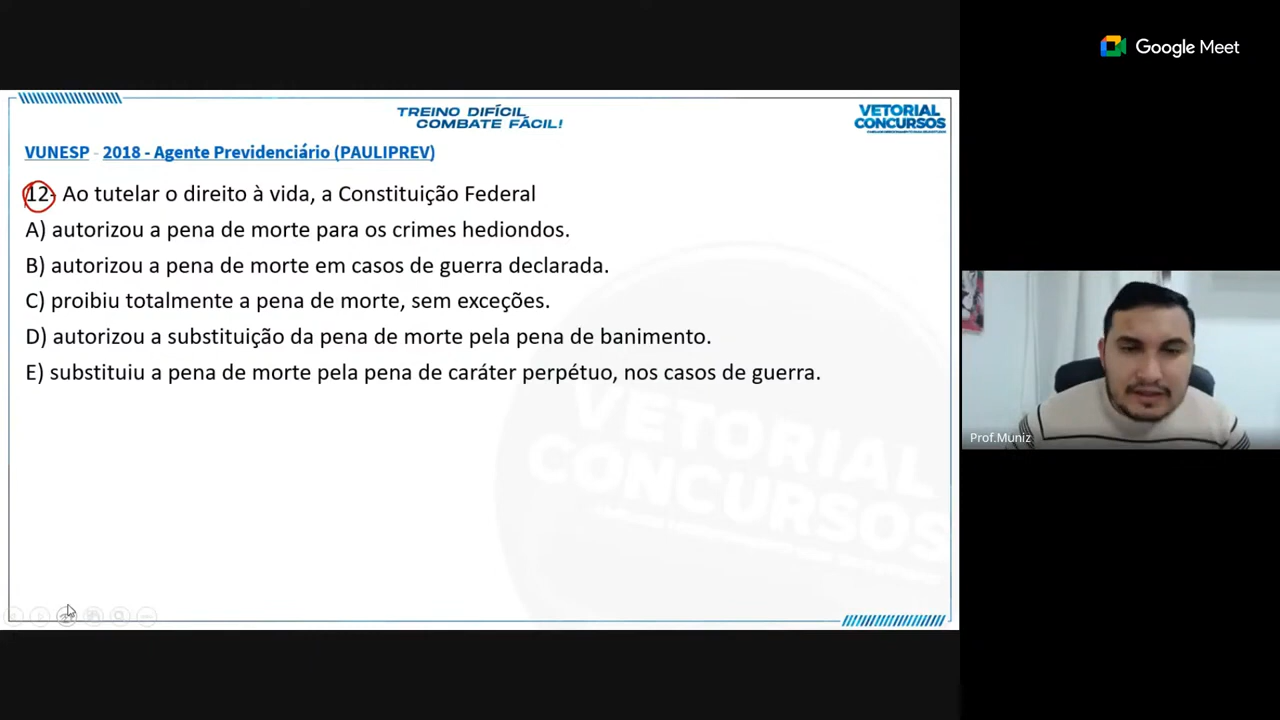 Google Meet
TREINO DIFÍCIL
COMBATE FÁCIL!
VETORIAL
CONCURSOS
VUNESP - 2018 - Agente Previdenciário (PAULIPREV)
12- Ao tutelar o direito à vida, a Constituição Federal
A) autorizou a pena de morte para os crimes hediondos.
B) autorizou a pena de morte em casos de guerra declarada.
C) proibiu totalmente a pena de morte, sem exceções.
D) autorizou a substituição da pena de morte pela pena de banimento.
E) substituiu a pena de morte pela pena de caráter perpétuo, nos casos de guerra.
VETORIAL
CONCURSOS
Prof.Muniz